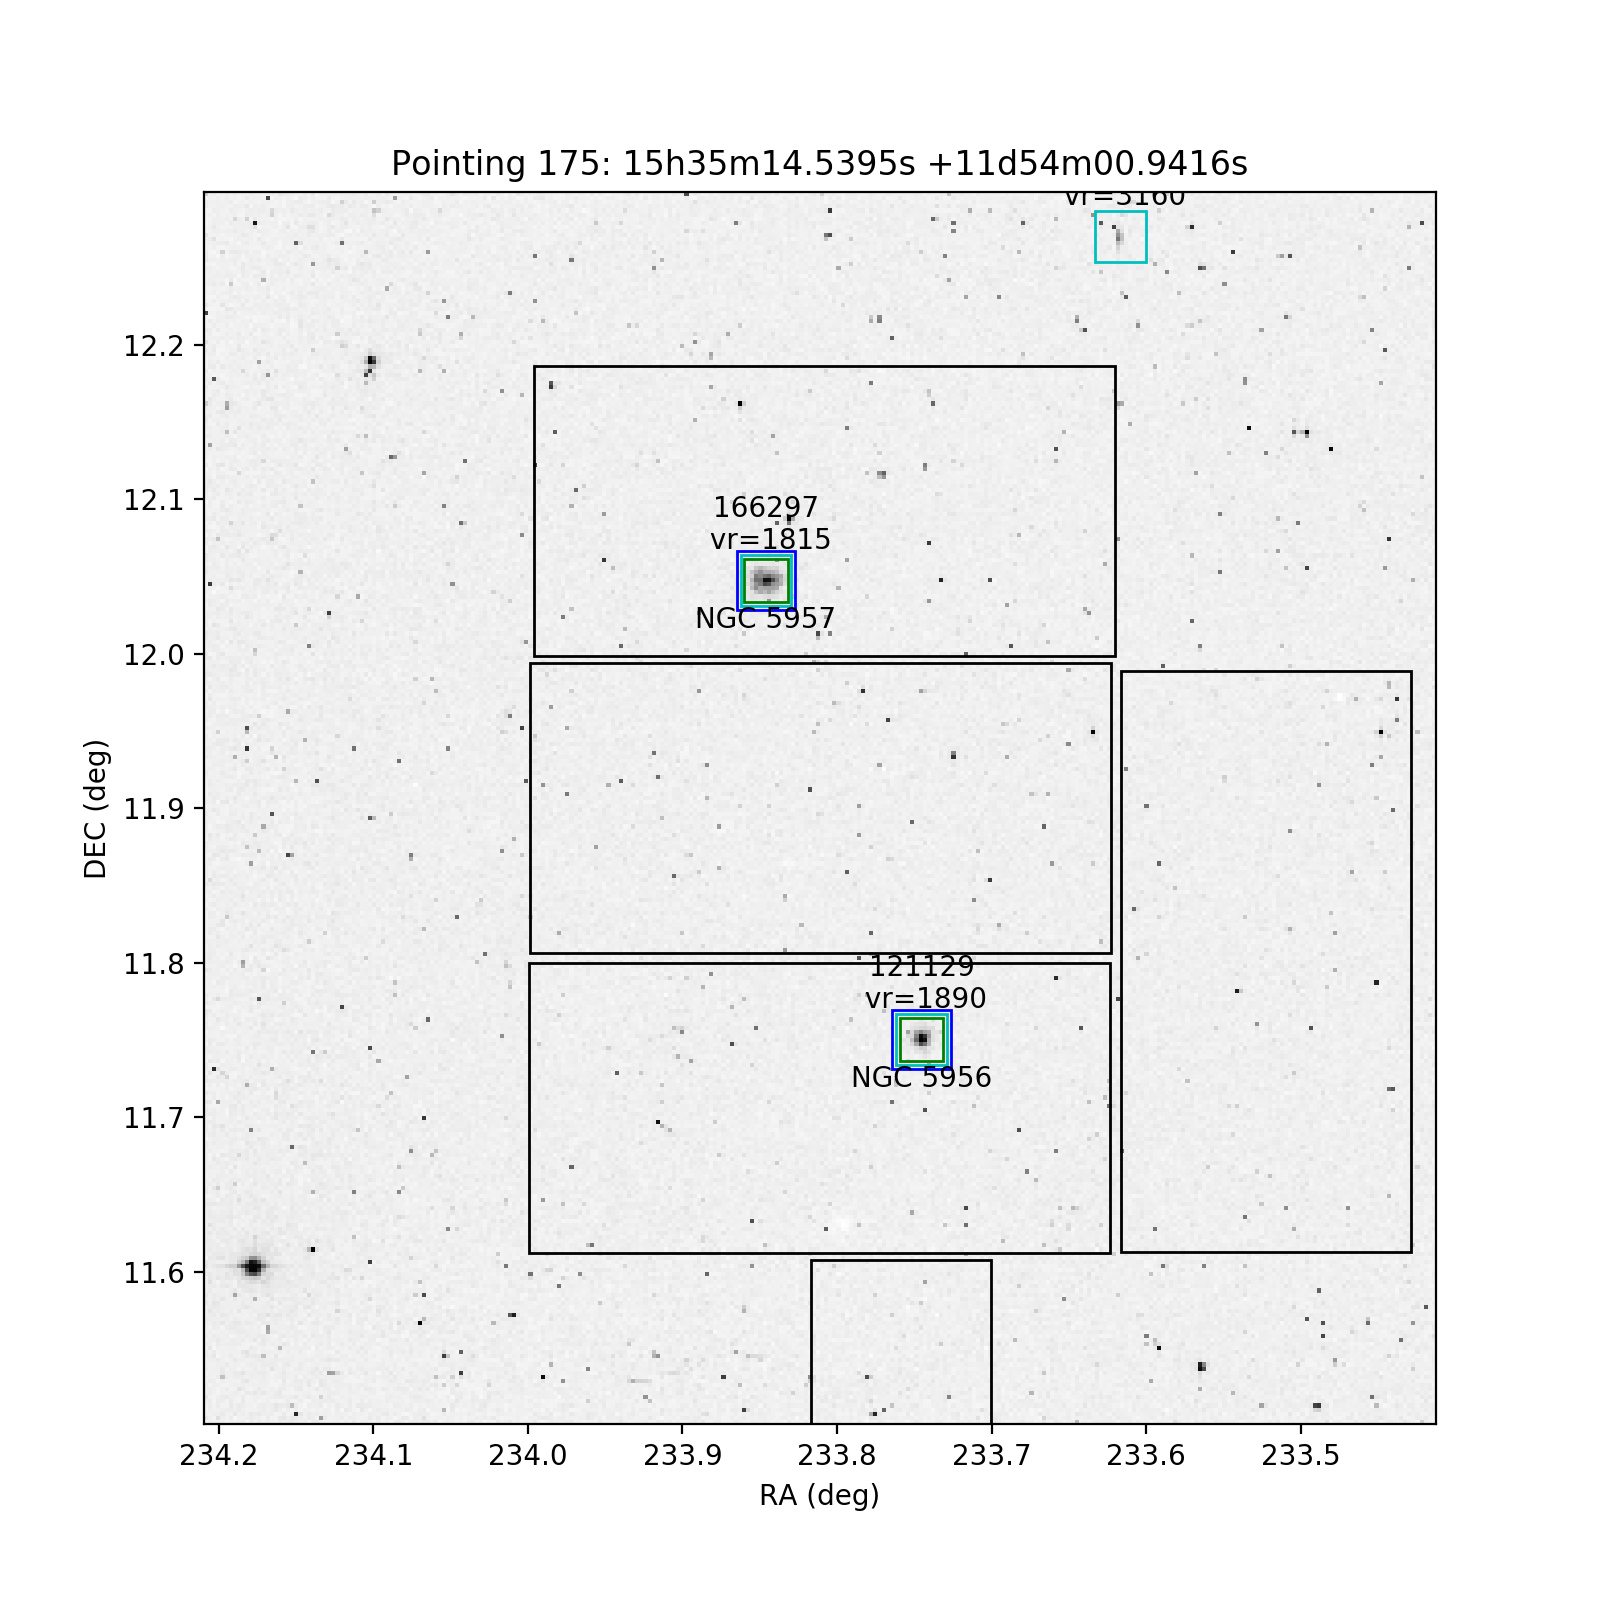 Pointing 175: 15h35m14.5395s +11d54m00.9416s
vr=3160
12.2
12.1
12.0
11.9
11.8
11.7
11.6
DEC (deg)
166297
vr=1815
NGC 5957
121129
vr=1890
NGC 5956
234.2 234.1 234.0 233.9 233.8 233.7 233.6 233.5
RA (deg)